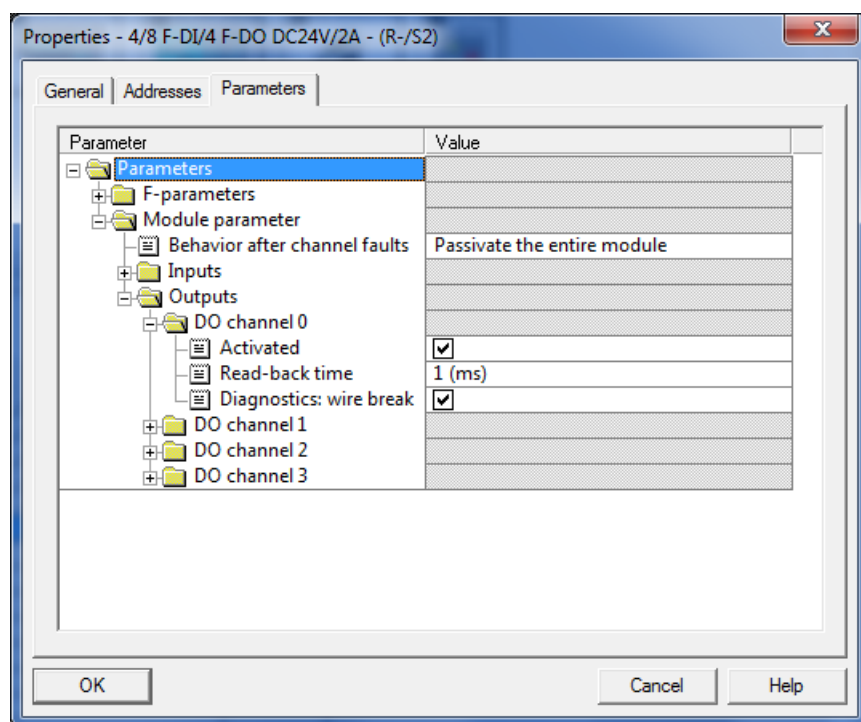 Properties - 4/8 F-DI/4 F-DO DC24V/2A - (R-/S2)
General Addresses Parameters
Parameter Value
Parameters
F-parameters
Module parameter
Behavior after channel faults Passivate the entire module
Inputs
Outputs
DO channel 0
Activated
Read-back time 1 (ms)
Diagnostics: wire break
DO channel 1
DO channel 2
DO channel 3
OK Cancel Help